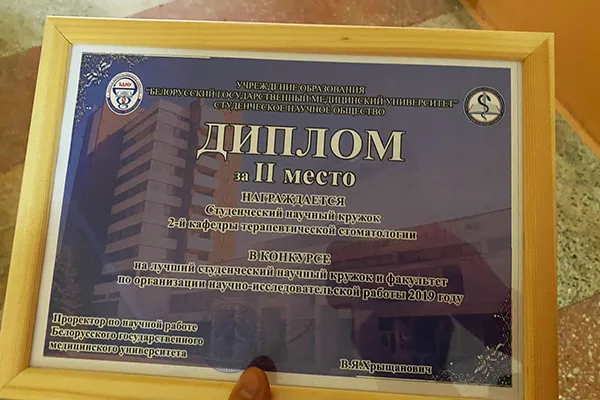 УЧРЕЖДЕНИЕ ОБРАЗОВАНИЯ
"БЕЛОРУССКИЙ ГОСУДАРСТВЕННЫЙ МЕДИЦИНСКИЙ УНИВЕРСИТЕТ"
СТУДЕНЧЕСКОЕ НАУЧНОЕ ОБЩЕСТВО
ДИПЛОМ
за II место
НАГРАЖДАЕТСЯ
Студенческий научный кружок
2-й кафедры терапевтической стоматологии
В КОНКУРСЕ
на лучший студенческий научный кружок и факультет
по организации научно-исследовательской работы 2019 году
Проректор по научной работе
Белорусского государственного
медицинского университета
В.Я.Хрыщанович